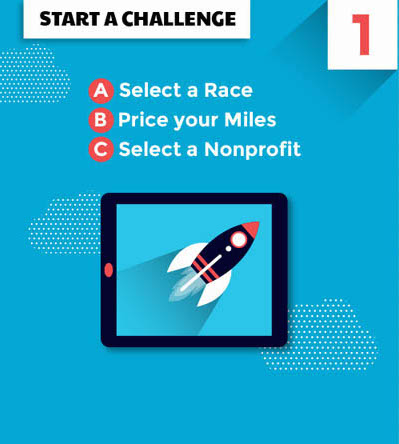 START A CHALLENGE
1
A Select a Race
B Price your Miles
C Select a Nonprofit